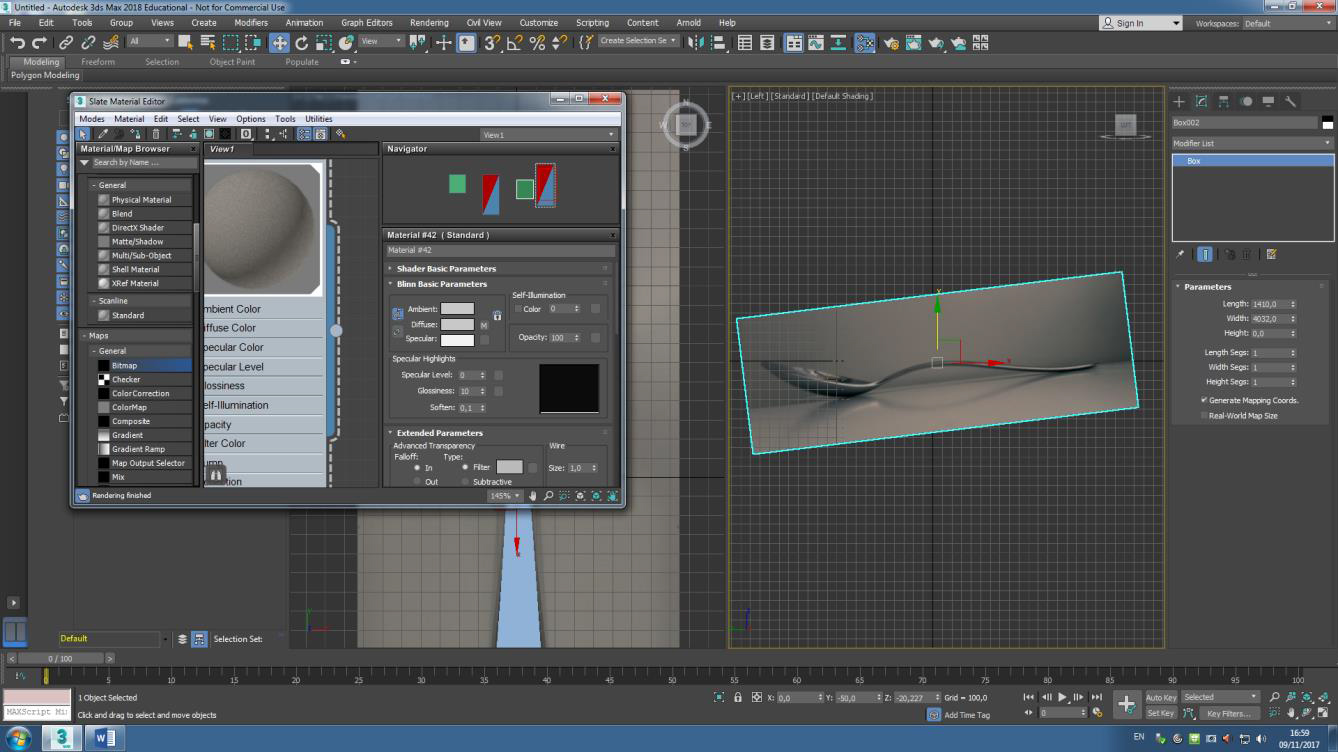 Untitled - Autodesk 3ds Max 2018 Educational - Not for Commercial Use
File Edit Tools Group Views Create Modifiers Animation Graph Editors Rendering Civil View Customize Scripting Content Arnold Help
Sign In Workspaces: Default
All View Create Selection Se
Modeling Freeform Selection Object Paint Populate
Polygon Modeling
Slate Material Editor
Modes Material Edit Select View Options Tools Utilities
View1
Material/Map Browser
Search by Name ...
- General
Physical Material
Blend
DirectX Shader
Matte/Shadow
Multi/Sub-Object
Shell Material
XRef Material
- Scanline
Standard
- Maps
- General
Bitmap
Checker
ColorCorrection
ColorMap
Composite
Gradient
Gradient Ramp
Map Output Selector
Mix
View1
mbient Color
iffuse Color
pecular Color
pecular Level
lossiness
elf-Illumination
pacity
lter Color
Navigator
Material #42 ( Standard )
Material #42
Shader Basic Parameters
Blinn Basic Parameters
Ambient:
Diffuse: M
Specular:
Self-Illumination
Color 0
Opacity: 100
Specular Highlights
Specular Level: 0
Glossiness: 10
Soften: 0,1
Extended Parameters
Advanced Transparency
Falloff: Type:
In Filter
Out Subtractive
Wire
Size: 1,0
Rendering finished
145%
N
W TOP E
S
[+] [Left ] [Standard ] [Default Shading ]
LEFT
y
x
x
Box002
Modifier List
Box
Parameters
Length: 1410,0
Width: 4032,0
Height: 0,0
Length Segs: 1
Width Segs: 1
Height Segs: 1
Generate Mapping Coords.
Real-World Map Size
Default
Selection Set:
0 / 100
0 5 10 15 20 25 30 35 40 45 50 55 60 65 70 75 80 85 90 95 100
1 Object Selected
X: 0,0 Y: -50,0 Z: -20,227 Grid = 100,0
Auto Key Selected
MAXScript Mi:
Click and drag to select and move objects
Add Time Tag
0
Set Key Key Filters...
EN
16:59
09/11/2017